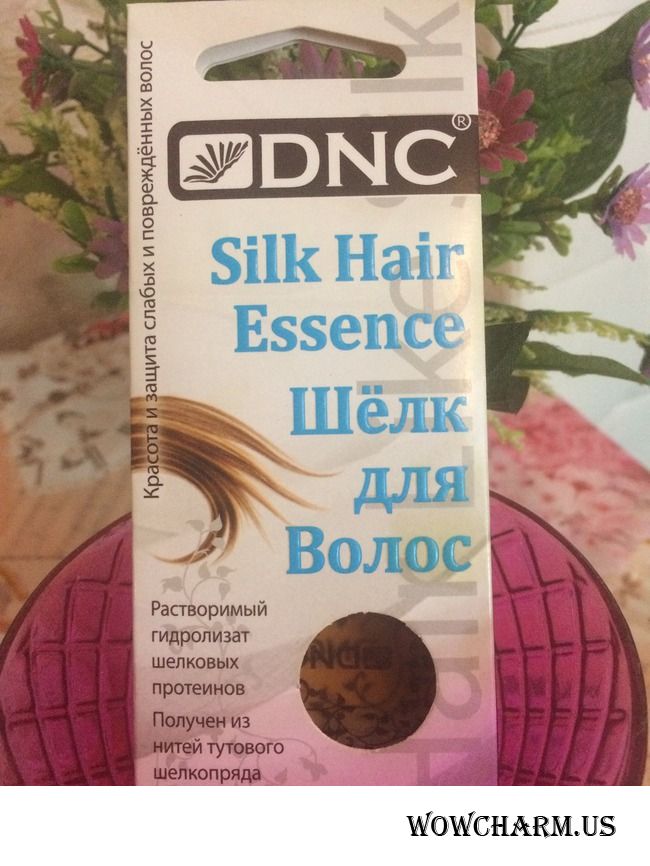 DNC®
Silk Hair
Essence
Шёлк
для
Волос
Красота и защита слабых и повреждённых волос
Растворимый
гидролизат
шелковых
протеинов
Получен из
нитей тутового
шелкопряда
DNC
WOWCHARM.US